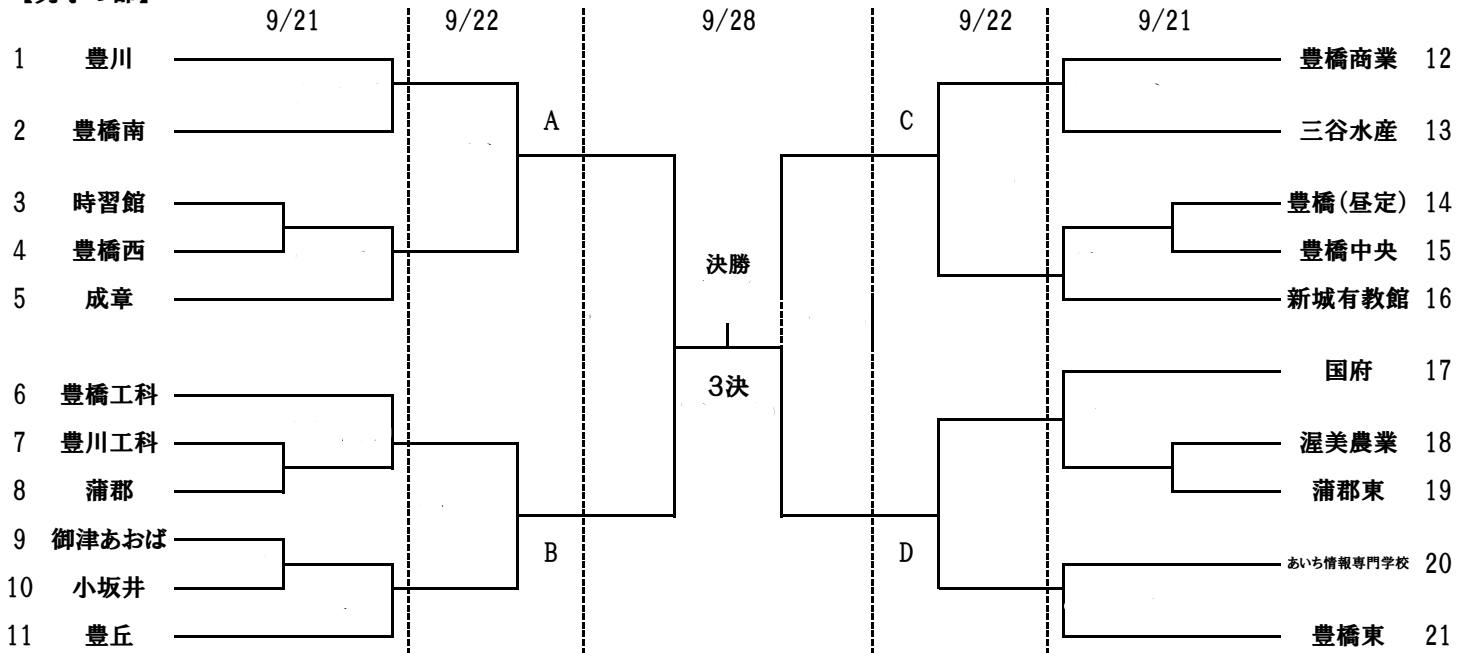 9/21 9/22 9/28 9/22 9/21
1 豊川 豊橋商業 12
A C
2 豊橋南 三谷水産 13
3 時習館 豊橋(昼定) 14
4 豊橋西 豊橋中央 15
決勝
5 成章 新城有教館 16
国府 17
3決
6 豊橋工科
7 豊川工科 渥美農業 18
8 蒲郡 蒲郡東 19
9 御津あおば
B D
あいち情報専門学校 20
10 小坂井
11 豊丘 豊橋東 21